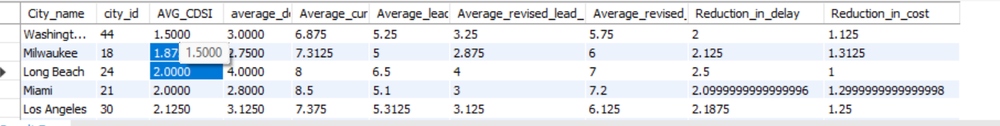 City_name city_id AVG_CDSI average_d Average_cur Average_lead Average_revised_lead_ Average_revised_ Reduction_in_delay Reduction_in_cost
Washingt... 44 1.5000 3.0000 6.875 5.25 3.25 5.75 2 1.125
Milwaukee 18 1.87 1.5000 2.7500 7.3125 5 2.875 6 2.125 1.3125
Long Beach 24 2.0000 4.0000 8 6.5 4 7 2.5 1
Miami 21 2.0000 2.8000 8.5 5.1 3 7.2 2.0999999999999996 1.2999999999999998
Los Angeles 30 2.1250 3.1250 7.375 5.3125 3.125 6.125 2.1875 1.25